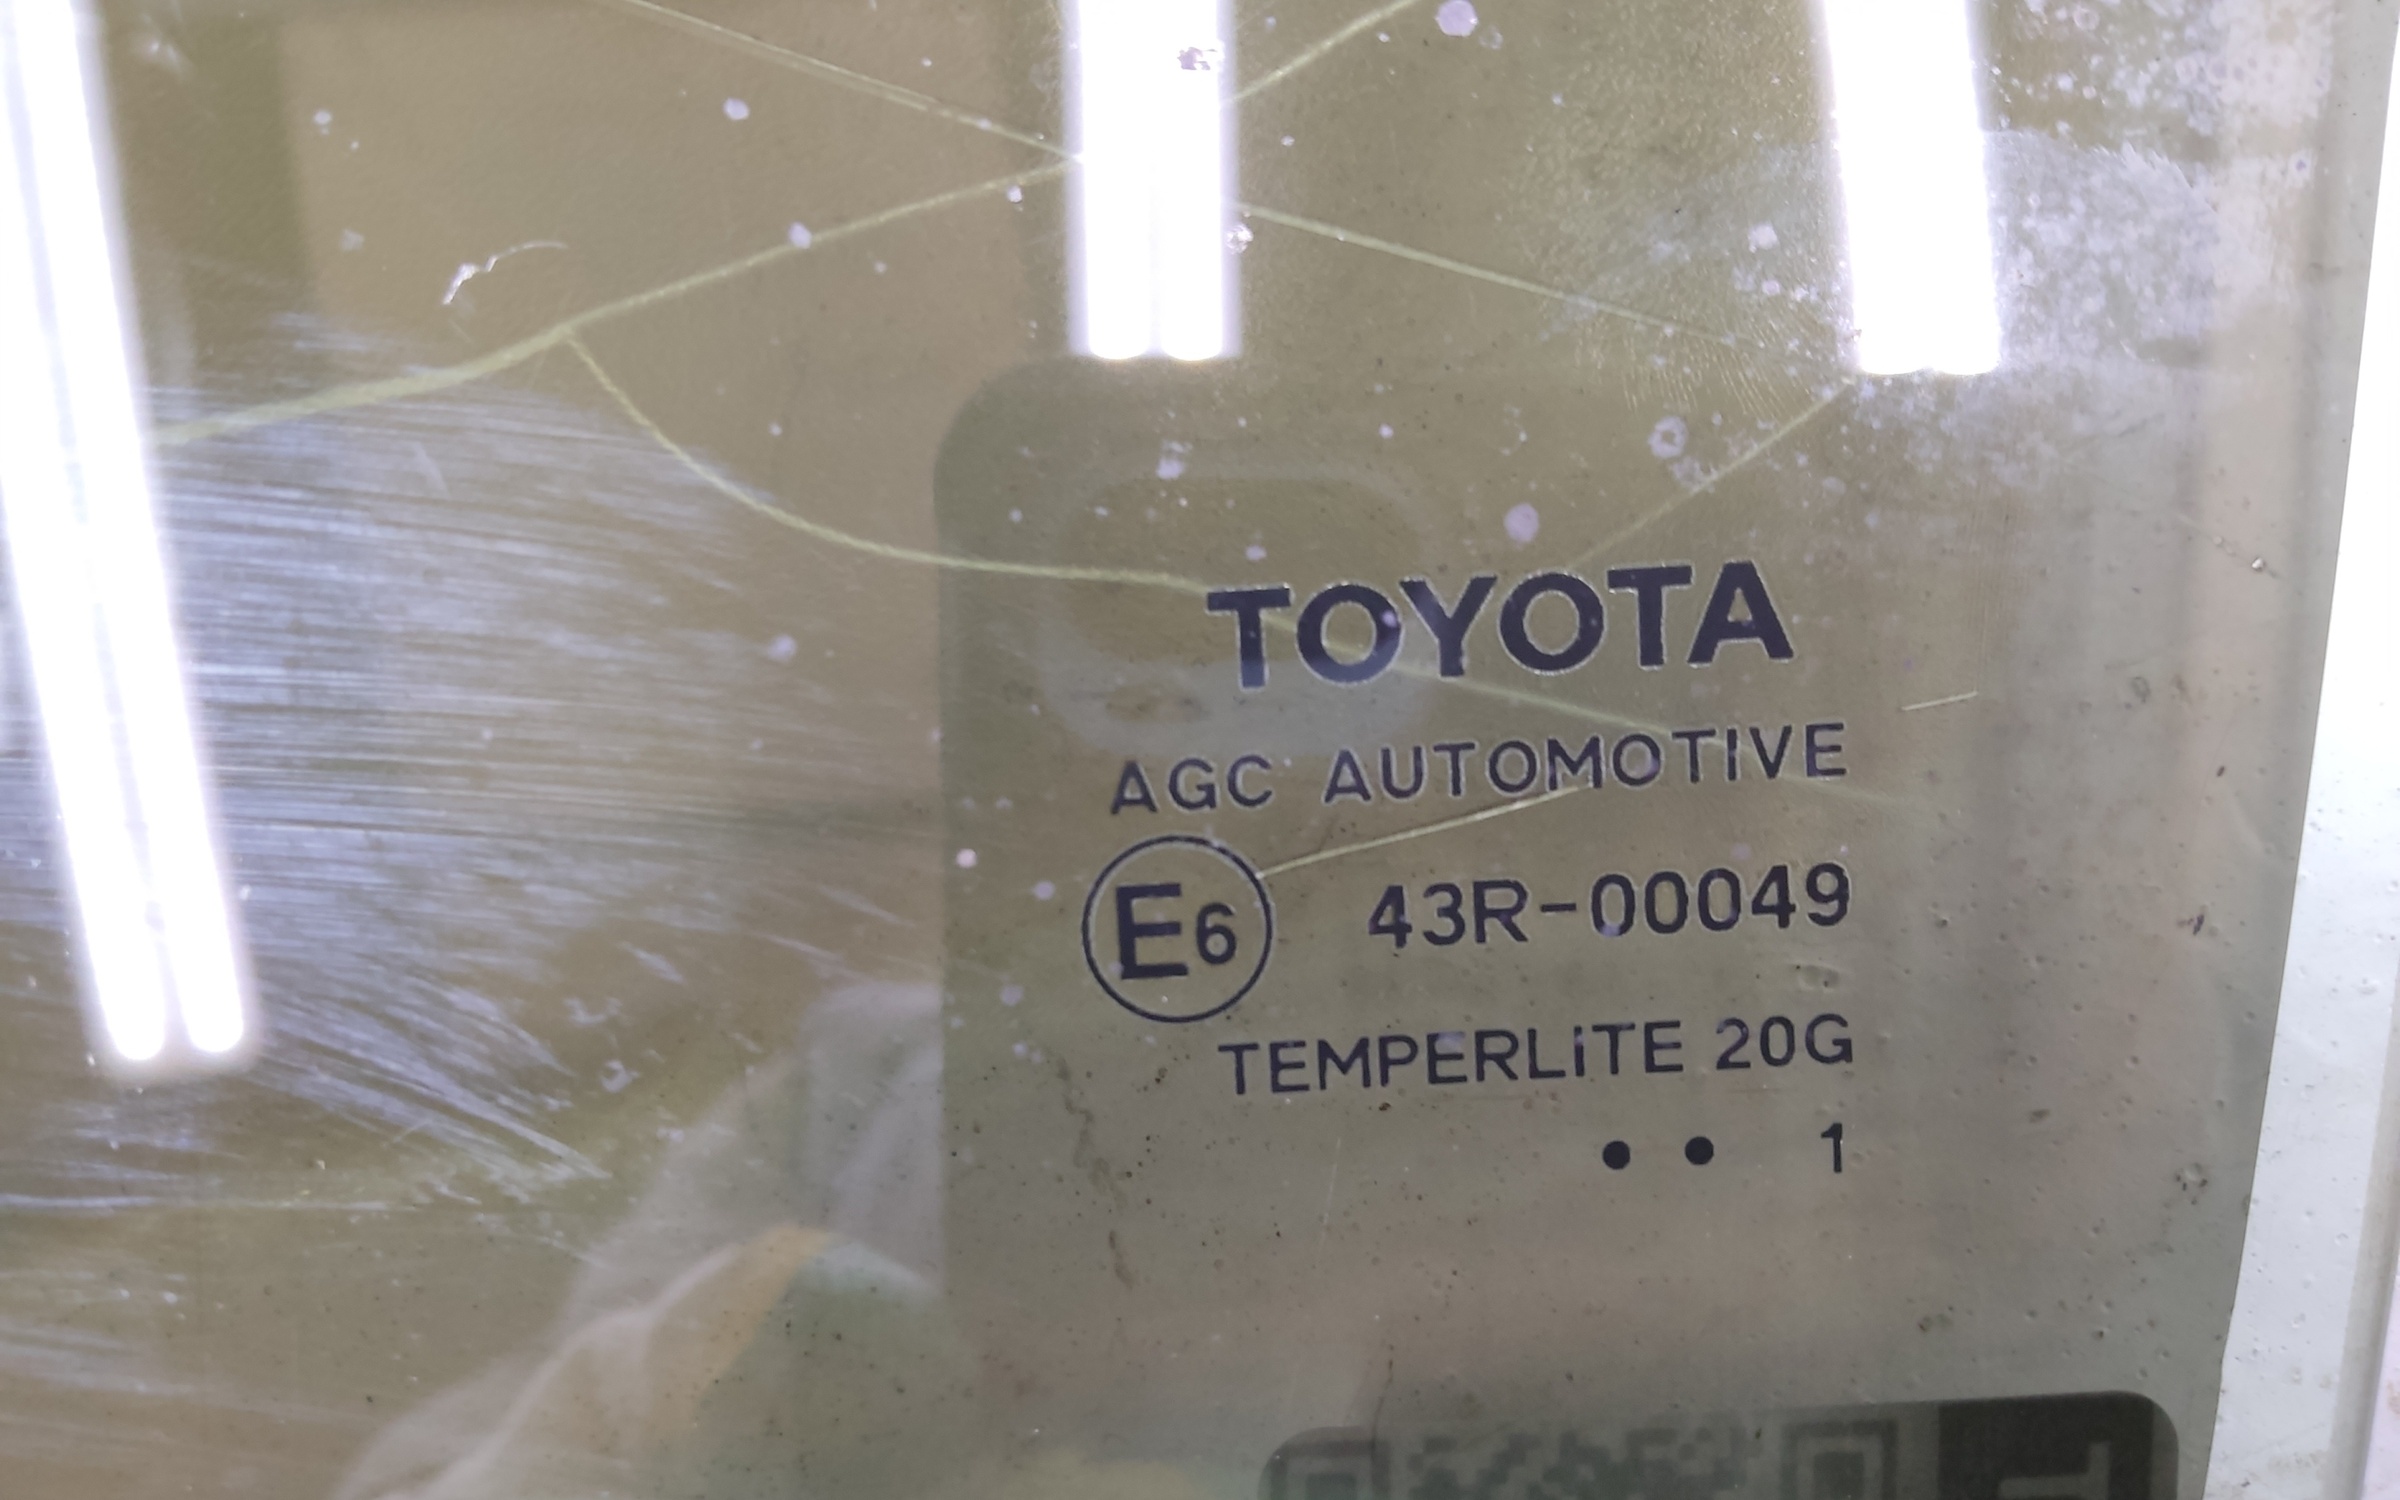 TOYOTA
AGC AUTOMOTIVE
E6 43R-00049
TEMPERLiTE 20G
• • 1